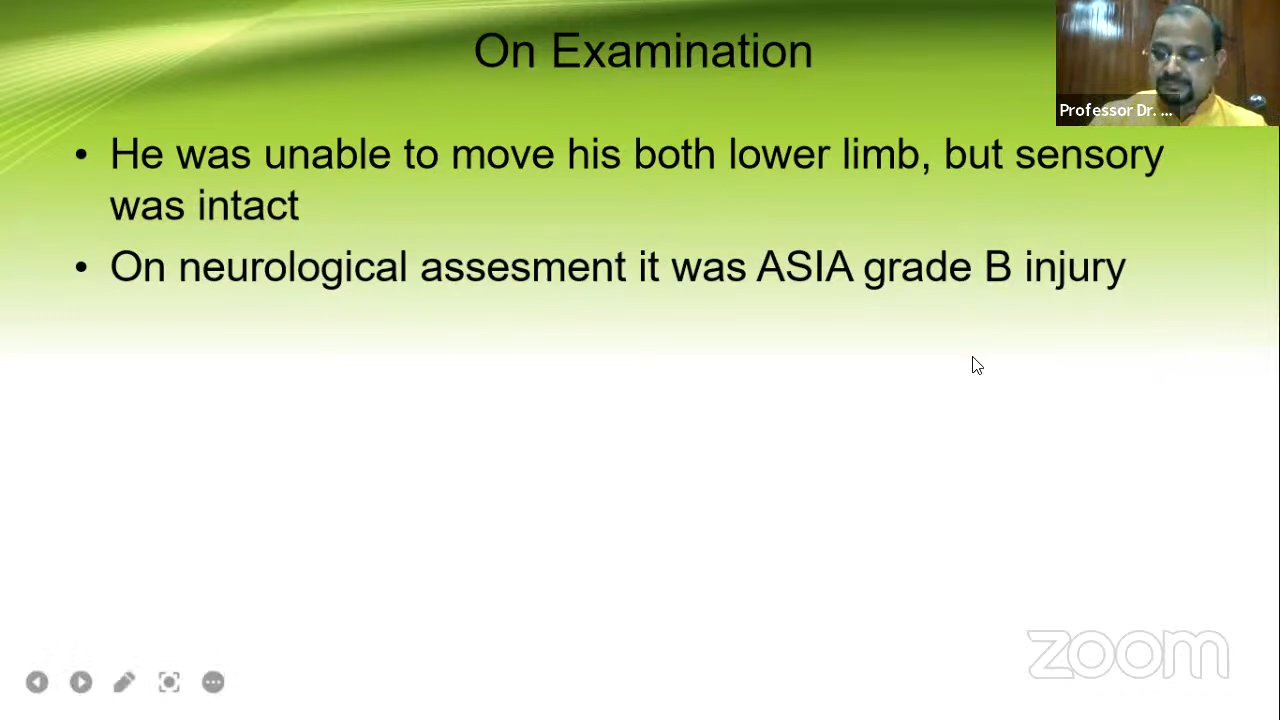 On Examination
Professor Dr. ...
• He was unable to move his both lower limb, but sensory
was intact
• On neurological assesment it was ASIA grade B injury
zoom